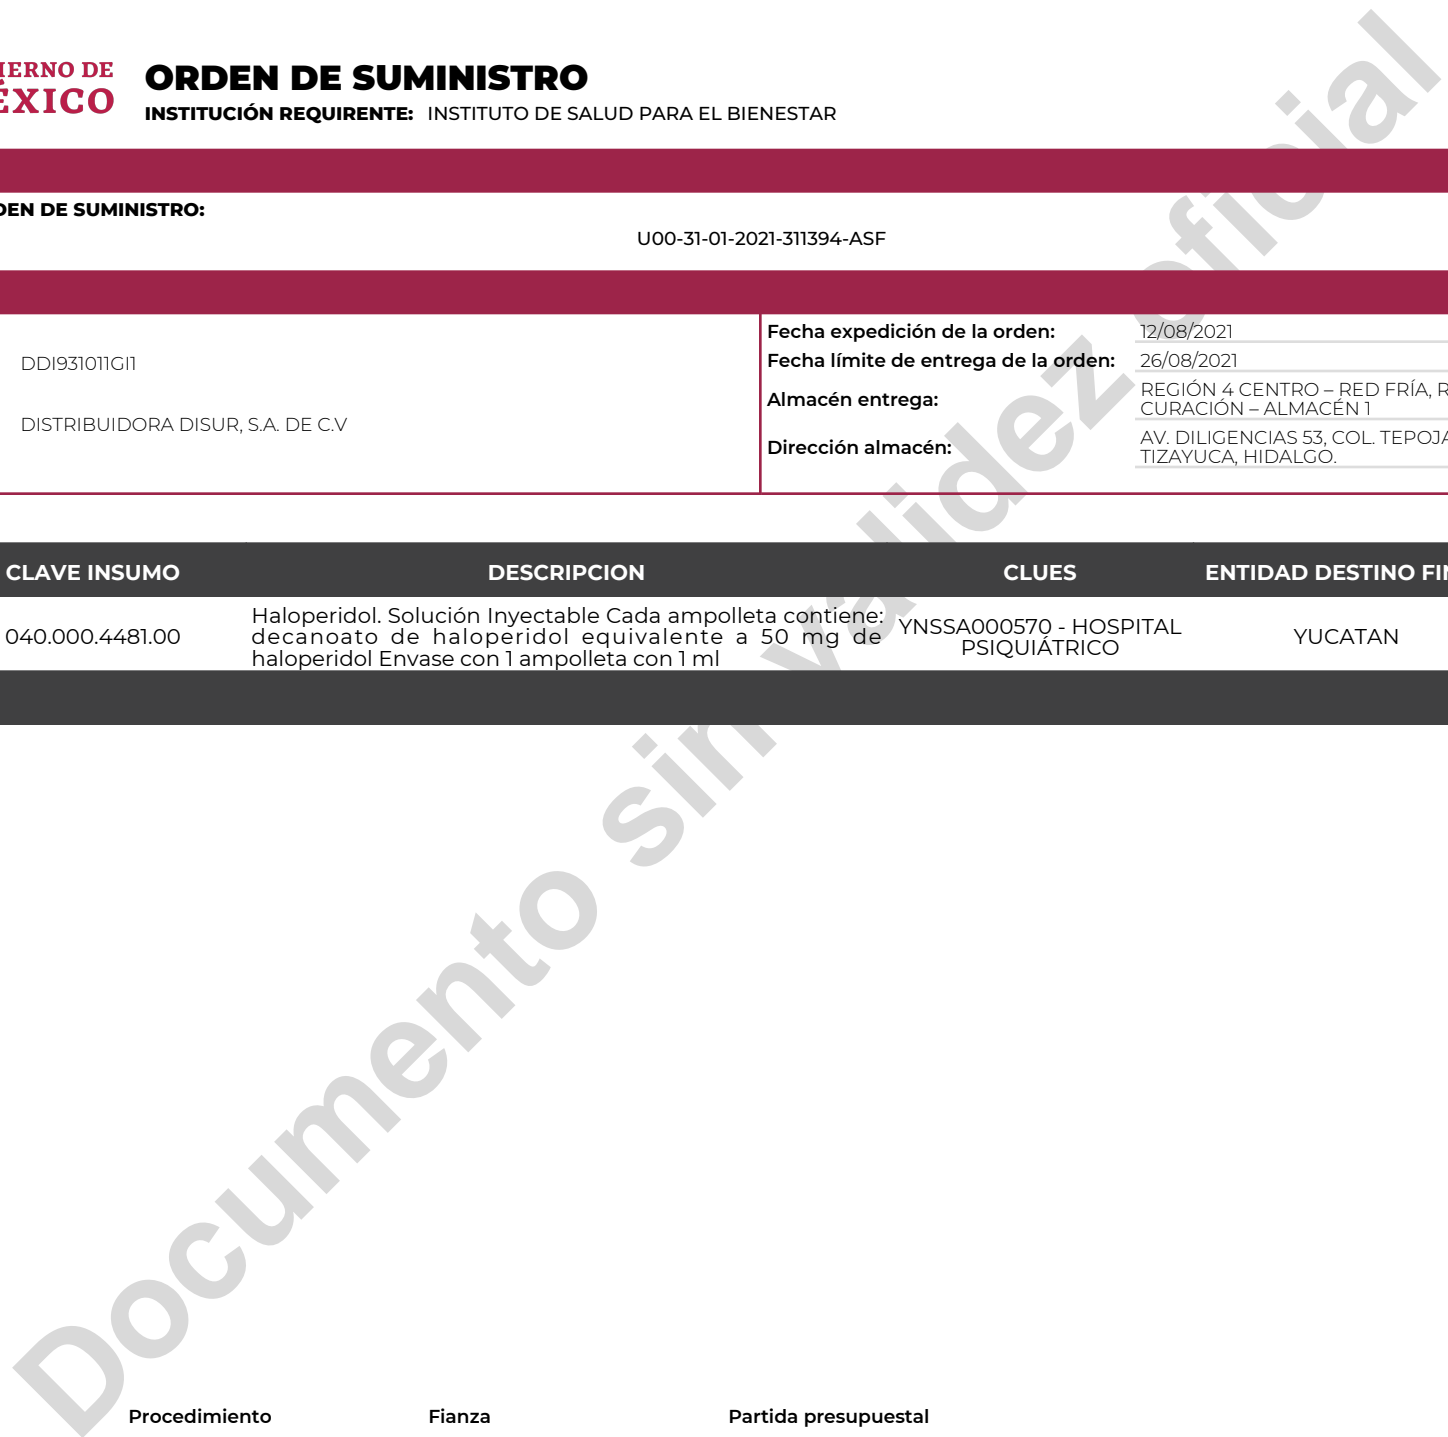 IERNO DE
ÉXICO
ORDEN DE SUMINISTRO
INSTITUCIÓN REQUIRENTE: INSTITUTO DE SALUD PARA EL BIENESTAR
DEN DE SUMINISTRO:
U00-31-01-2021-311394-ASF
DDI931011GI1
DISTRIBUIDORA DISUR, S.A. DE C.V
Fecha expedición de la orden: 12/08/2021
Fecha límite de entrega de la orden: 26/08/2021
Almacén entrega: REGIÓN 4 CENTRO – RED FRÍA, R
CURACIÓN – ALMACÉN 1
Dirección almacén: AV. DILIGENCIAS 53, COL. TEPOJA
TIZAYUCA, HIDALGO.
CLAVE INSUMO DESCRIPCION CLUES ENTIDAD DESTINO FIN
040.000.4481.00
Haloperidol. Solución Inyectable Cada ampolleta contiene:
decanoato de haloperidol equivalente a 50 mg de
haloperidol Envase con 1 ampolleta con 1 ml
YNSSA000570 - HOSPITAL
PSIQUIÁTRICO
YUCATAN
Documento sin validez oficial
Procedimiento Fianza Partida presupuestal